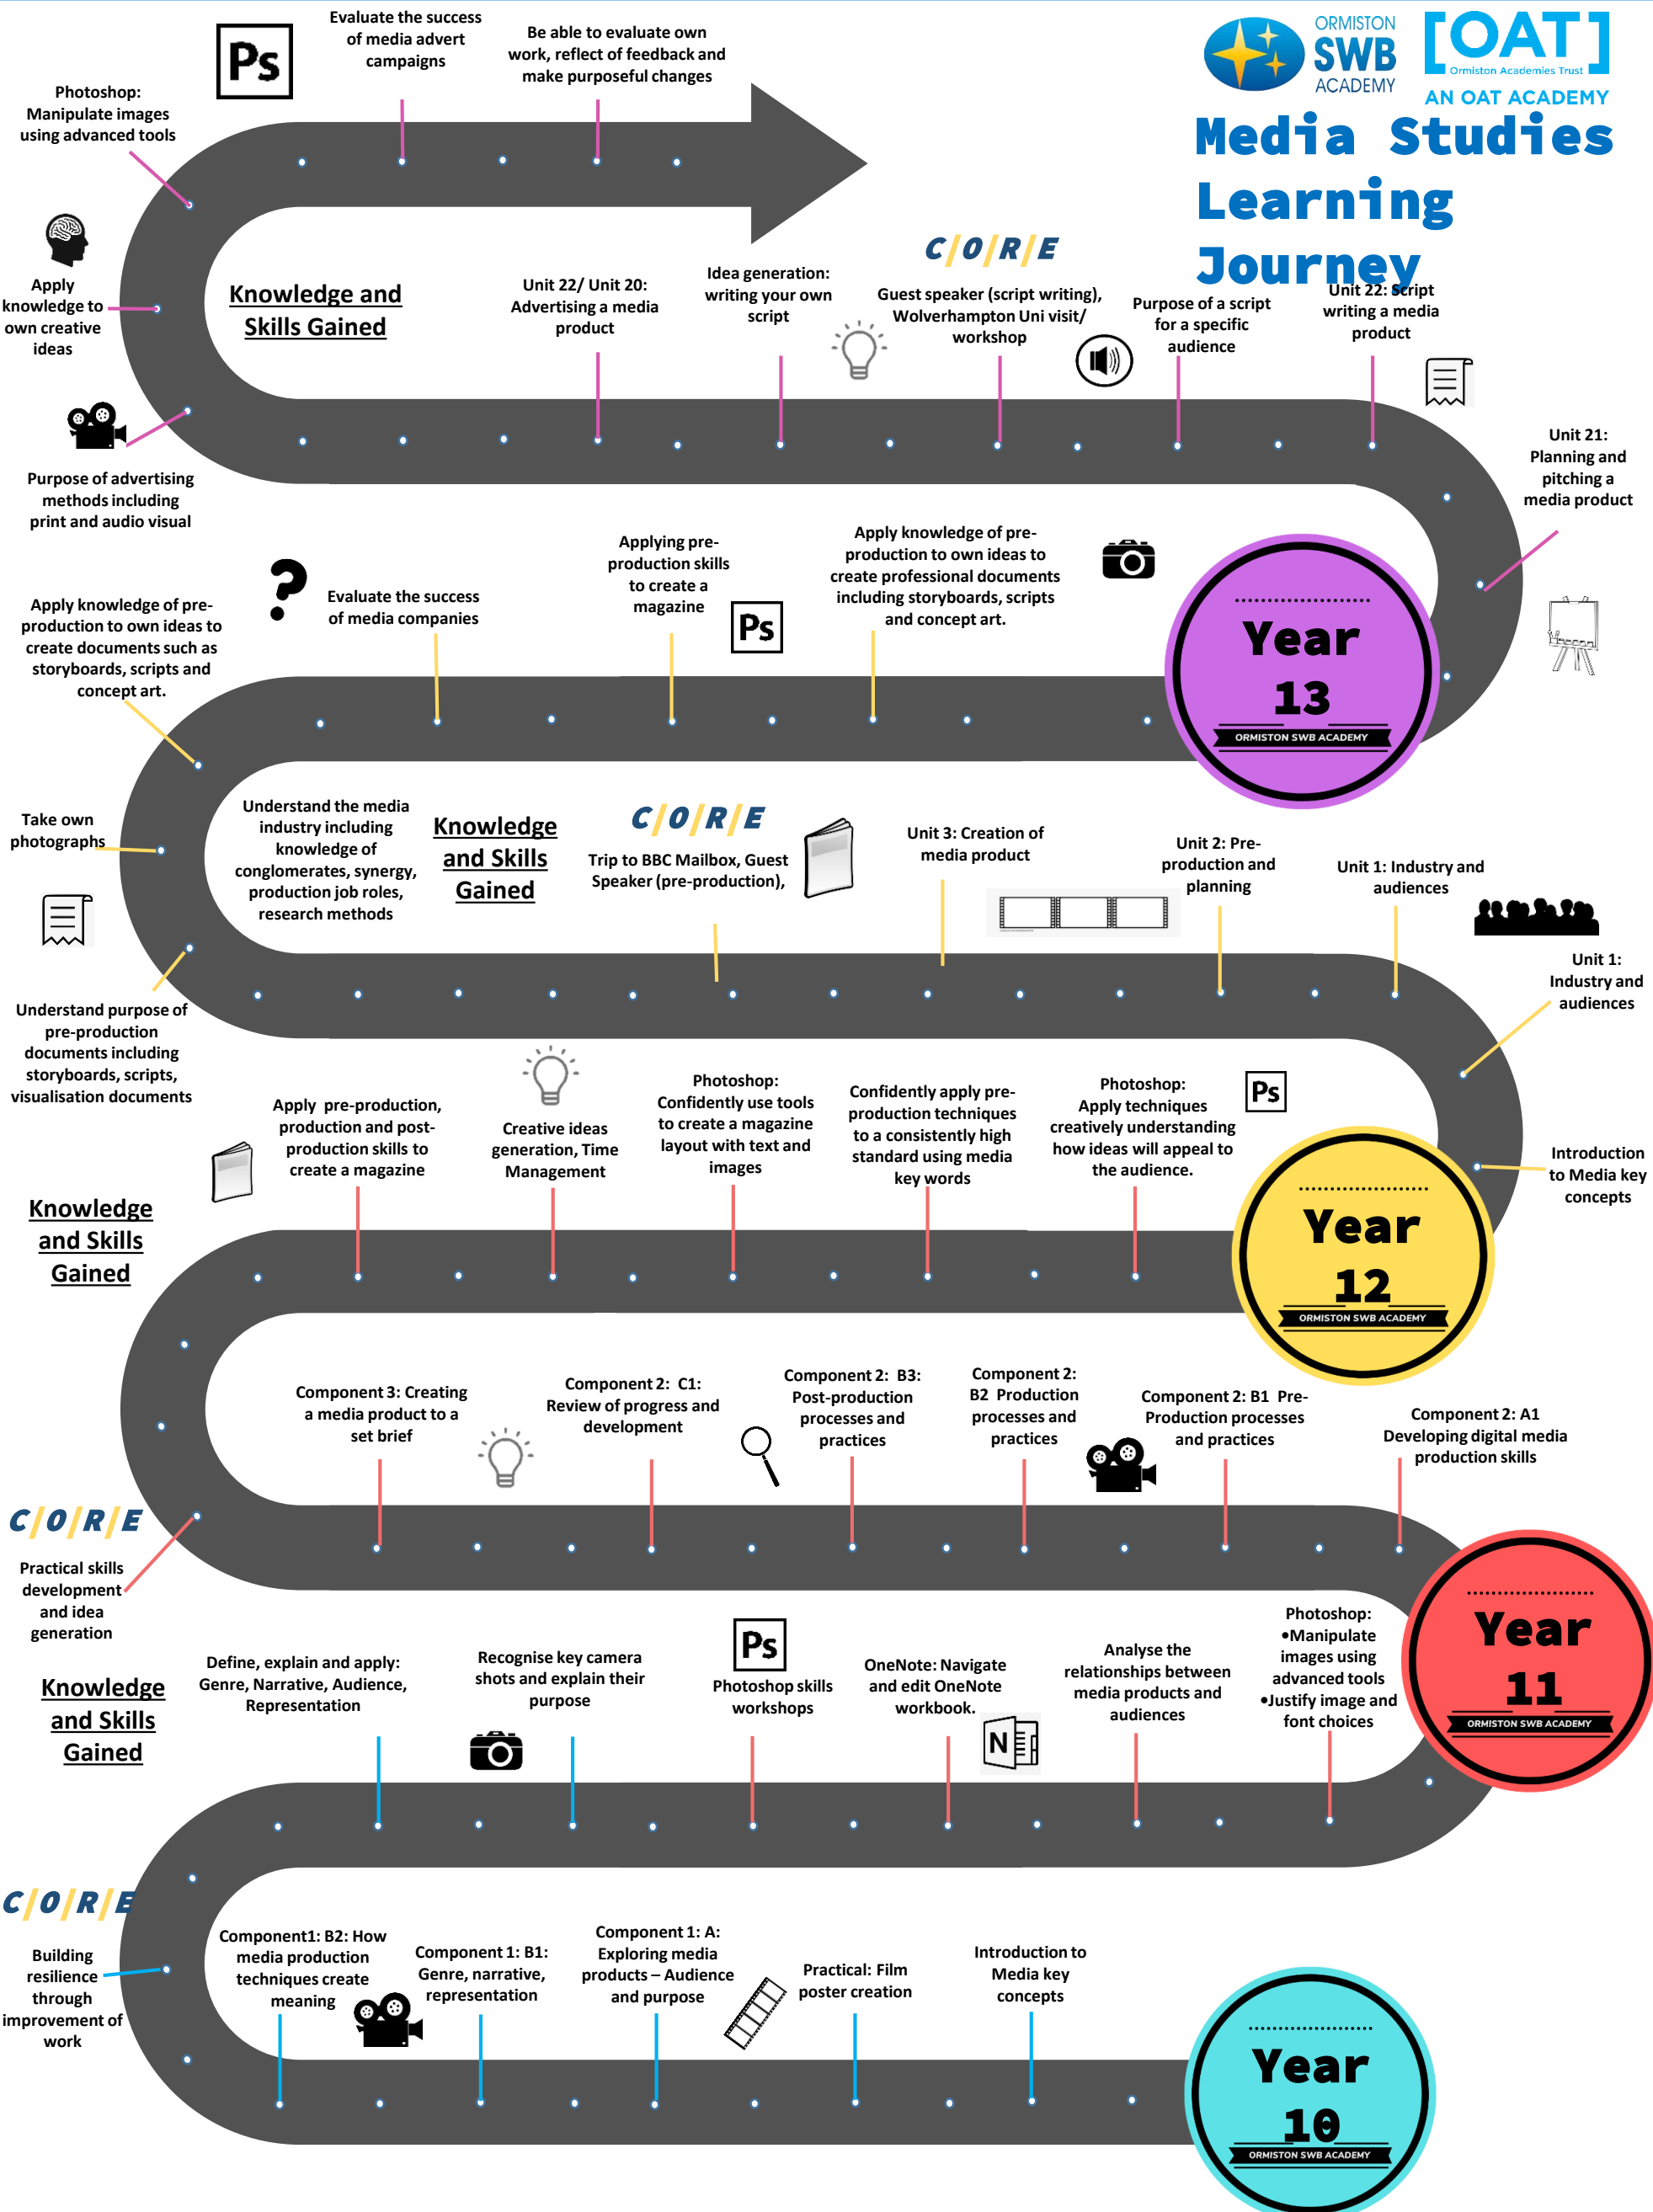 Evaluate the success
of media advert
campaigns
Be able to evaluate own
work, reflect of feedback and
make purposeful changes
Ps
ORMISTON
SWB
ACADEMY
[OAT]
Ormiston Academies Trust
AN OAT ACADEMY
Media Studies
Learning
Journey
Photoshop:
Manipulate images
using advanced tools
Apply
knowledge to
own creative
ideas
Knowledge and
Skills Gained
Unit 22/ Unit 20:
Advertising a media
product
Idea generation:
writing your own
script
C/O/R/E
Guest speaker (script writing),
Wolverhampton Uni visit/
workshop
Purpose of a script
for a specific
audience
Unit 22: Script
writing a media
product
Purpose of advertising
methods including
print and audio visual
Unit 21:
Planning and
pitching a
media product
Apply knowledge of pre-
production to own ideas to
create documents such as
storyboards, scripts and
concept art.
Evaluate the success
of media companies
Applying pre-
production skills
to create a
magazine
Ps
Apply knowledge of pre-
production to own ideas to
create professional documents
including storyboards, scripts
and concept art.
Year
13
ORMISTON SWB ACADEMY
Take own
photographs
Understand the media
industry including
knowledge of
conglomerates, synergy,
production job roles,
research methods
Knowledge
and Skills
Gained
C/O/R/E
Trip to BBC Mailbox, Guest
Speaker (pre-production),
Unit 3: Creation of
media product
Unit 2: Pre-
production and
planning
Unit 1: Industry and
audiences
Unit 1:
Industry and
audiences
Understand purpose of
pre-production
documents including
storyboards, scripts,
visualisation documents
Apply pre-production,
production and post-
production skills to
create a magazine
Creative ideas
generation, Time
Management
Photoshop:
Confidently use tools
to create a magazine
layout with text and
images
Confidently apply pre-
production techniques
to a consistently high
standard using media
key words
Photoshop:
Apply techniques
creatively understanding
how ideas will appeal to
the audience.
Ps
Introduction
to Media key
concepts
Year
12
ORMISTON SWB ACADEMY
Knowledge
and Skills
Gained
Component 3: Creating
a media product to a
set brief
Component 2: C1:
Review of progress and
development
Component 2: B3:
Post-production
processes and
practices
Component 2:
B2 Production
processes and
practices
Component 2: B1 Pre-
Production processes
and practices
Component 2: A1
Developing digital media
production skills
C/O/R/E
Practical skills
development
and idea
generation
Year
11
ORMISTON SWB ACADEMY
Knowledge
and Skills
Gained
Define, explain and apply:
Genre, Narrative, Audience,
Representation
Recognise key camera
shots and explain their
purpose
Ps
Photoshop skills
workshops
OneNote: Navigate
and edit OneNote
workbook.
N
Analyse the
relationships between
media products and
audiences
Photoshop:
•Manipulate
images using
advanced tools
•Justify image and
font choices
C/O/R/E
Building
resilience
through
improvement of
work
Component1: B2: How
media production
techniques create
meaning
Component 1: B1:
Genre, narrative,
representation
Component 1: A:
Exploring media
products – Audience
and purpose
Practical: Film
poster creation
Introduction to
Media key
concepts
Year
10
ORMISTON SWB ACADEMY